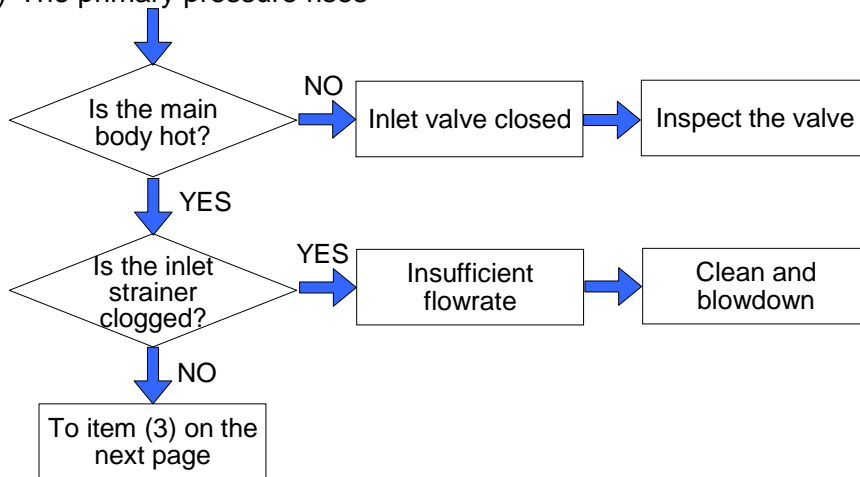 ) The primary pressure rises
Is the main
body hot?
NO
Inlet valve closed
Inspect the valve
YES
Is the inlet
strainer
clogged?
YES
Insufficient
flowrate
Clean and
blowdown
NO
To item (3) on the
next page